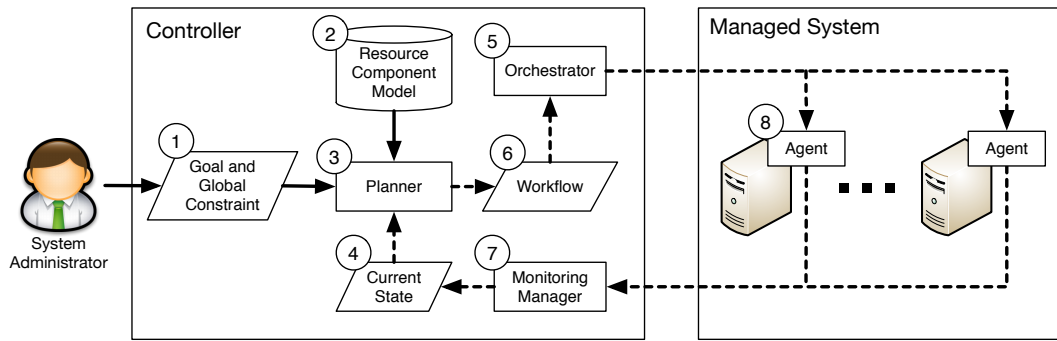 Controller
Managed System
2
Resource
Component
Model
5
Orchestrator
8
Agent
Agent
1
Goal and
Global
Constraint
3
Planner
6
Workflow
System
Administrator
4
Current
State
7
Monitoring
Manager